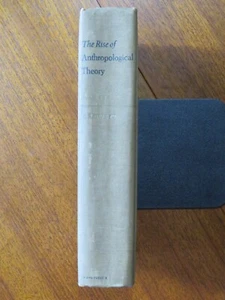 The Rise of
Anthropological
Theory